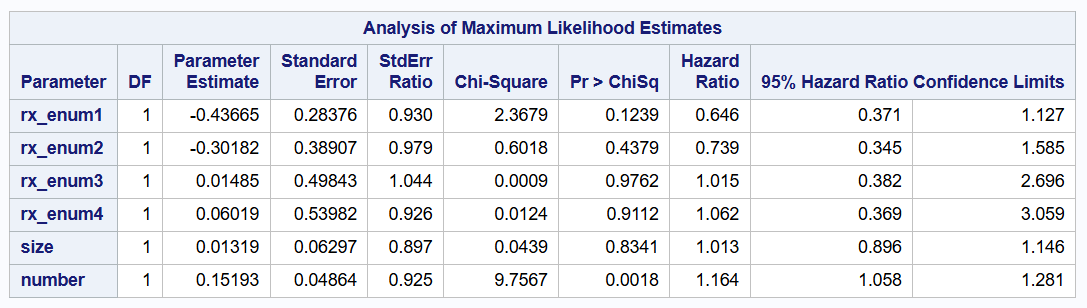 Analysis of Maximum Likelihood Estimates
Parameter DF Parameter Estimate Standard Error StdErr Ratio Chi-Square Pr > ChiSq Hazard Ratio 95% Hazard Ratio Confidence Limits
rx_enum1 1 -0.43665 0.28376 0.930 2.3679 0.1239 0.646 0.371 1.127
rx_enum2 1 -0.30182 0.38907 0.979 0.6018 0.4379 0.739 0.345 1.585
rx_enum3 1 0.01485 0.49843 1.044 0.0009 0.9762 1.015 0.382 2.696
rx_enum4 1 0.06019 0.53982 0.926 0.0124 0.9112 1.062 0.369 3.059
size 1 0.01319 0.06297 0.897 0.0439 0.8341 1.013 0.896 1.146
number 1 0.15193 0.04864 0.925 9.7567 0.0018 1.164 1.058 1.281